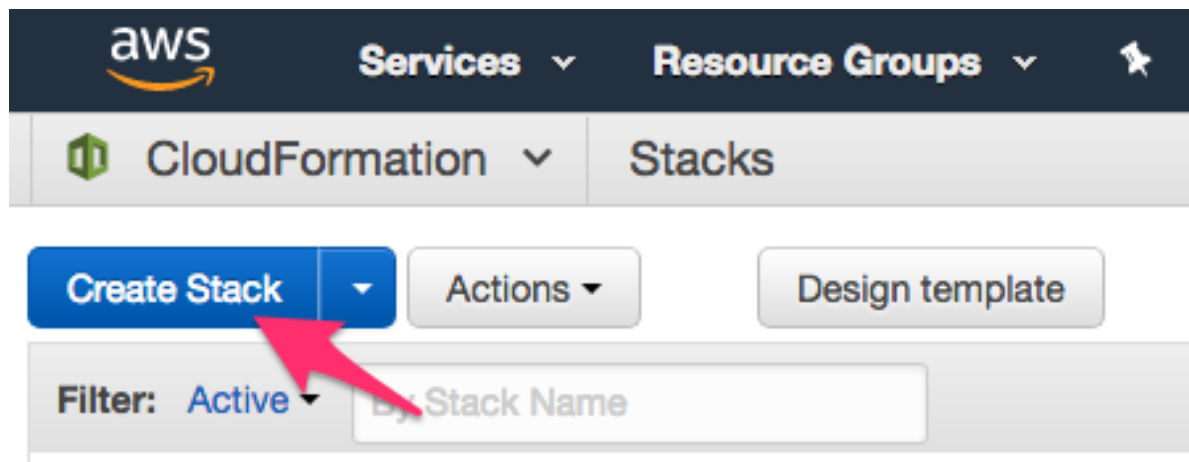 aws Services Resource Groups
CloudFormation Stacks
Create Stack Actions Design template
Filter: Active By Stack Name